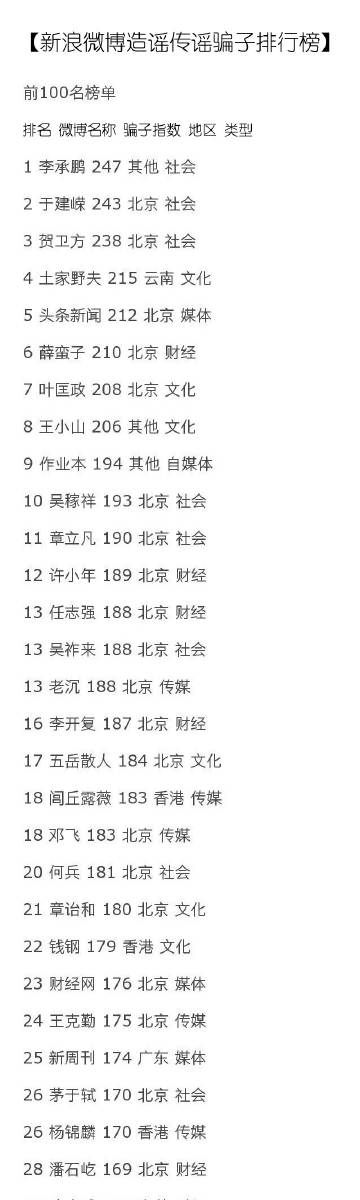 【新浪微博造谣传谣骗子排行榜】
前100名榜单
排名 微博名称 骗子指数 地区 类型
1 李承鹏 247 其他 社会
2 于建嵘 243 北京 社会
3 贺卫方 238 北京 社会
4 土家野夫 215 云南 文化
5 头条新闻 212 北京 媒体
6 薛蛮子 210 北京 财经
7 叶匡政 208 北京 文化
8 王小山 206 其他 文化
9 作业本 194 其他 自媒体
10 吴稼祥 193 北京 社会
11 章立凡 190 北京 社会
12 许小年 189 北京 财经
13 任志强 188 北京 财经
13 吴祚来 188 北京 社会
13 老沉 188 北京 传媒
16 李开复 187 北京 财经
17 五岳散人 184 北京 文化
18 闾丘露薇 183 香港 传媒
18 邓飞 183 北京 传媒
20 何兵 181 北京 社会
21 章诒和 180 北京 文化
22 钱钢 179 香港 文化
23 财经网 176 北京 媒体
24 王克勤 175 北京 传媒
25 新周刊 174 广东 媒体
26 茅于轼 170 北京 社会
26 杨锦麟 170 香港 传媒
28 潘石屹 169 北京 财经